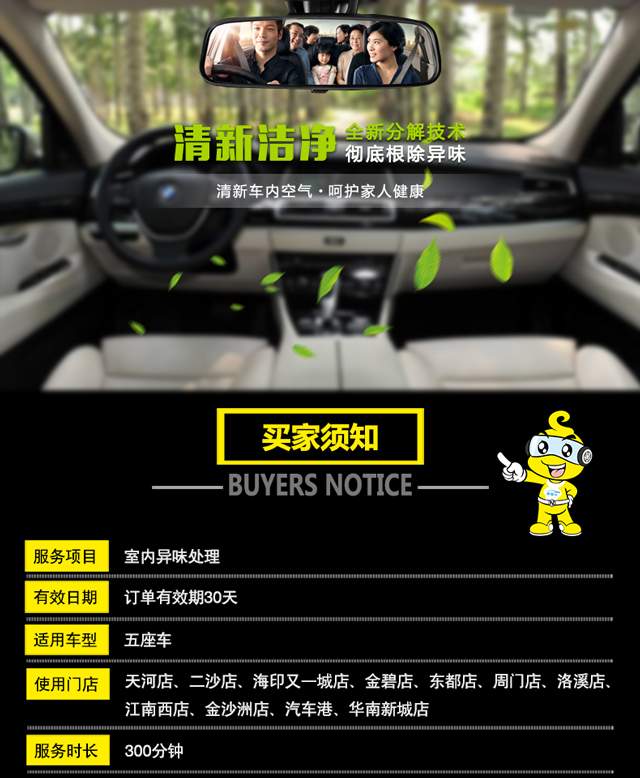 清新洁净 全新分解技术
彻底根除异味
清新车内空气·呵护家人健康
买家须知
BUYERS NOTICE
服务项目 室内异味处理
有效日期 订单有效期30天
适用车型 五座车
使用门店 天河店、二沙店、海印又一城店、金碧店、东都店、周门店、洛溪店、
江南西店、金沙洲店、汽车港、华南新城店
服务时长 300分钟